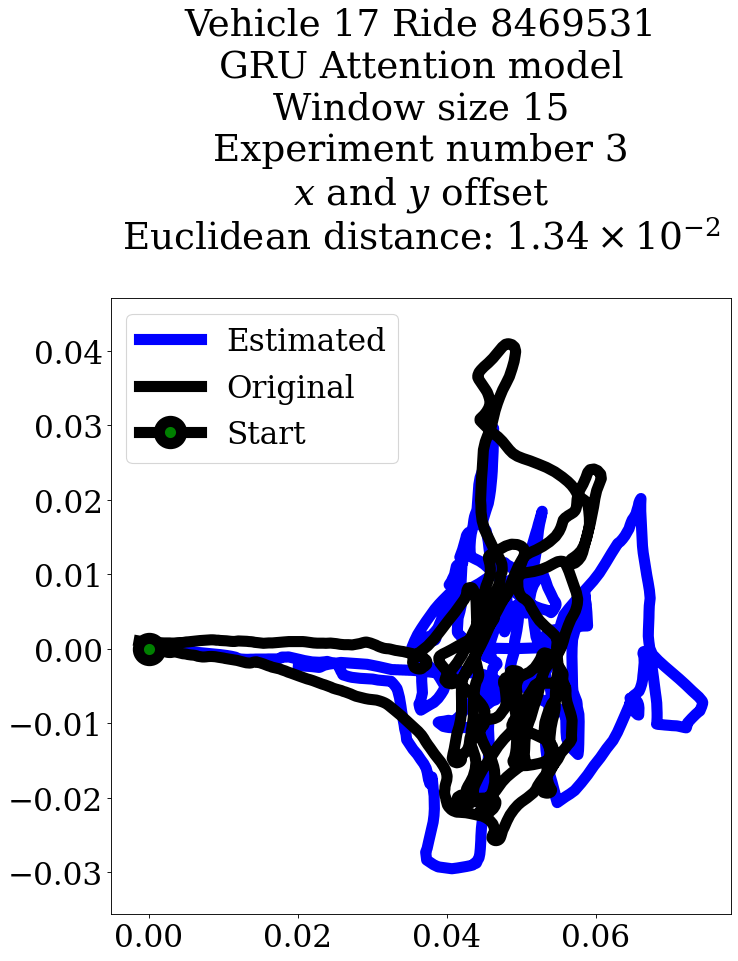 Vehicle 17 Ride 8469531
GRU Attention model
Window size 15
Experiment number 3
x and y offset
Euclidean distance: 1.34 × 10⁻²
Estimated
Original
Start
0.04
0.03
0.02
0.01
0.00
−0.01
−0.02
−0.03
0.00 0.02 0.04 0.06